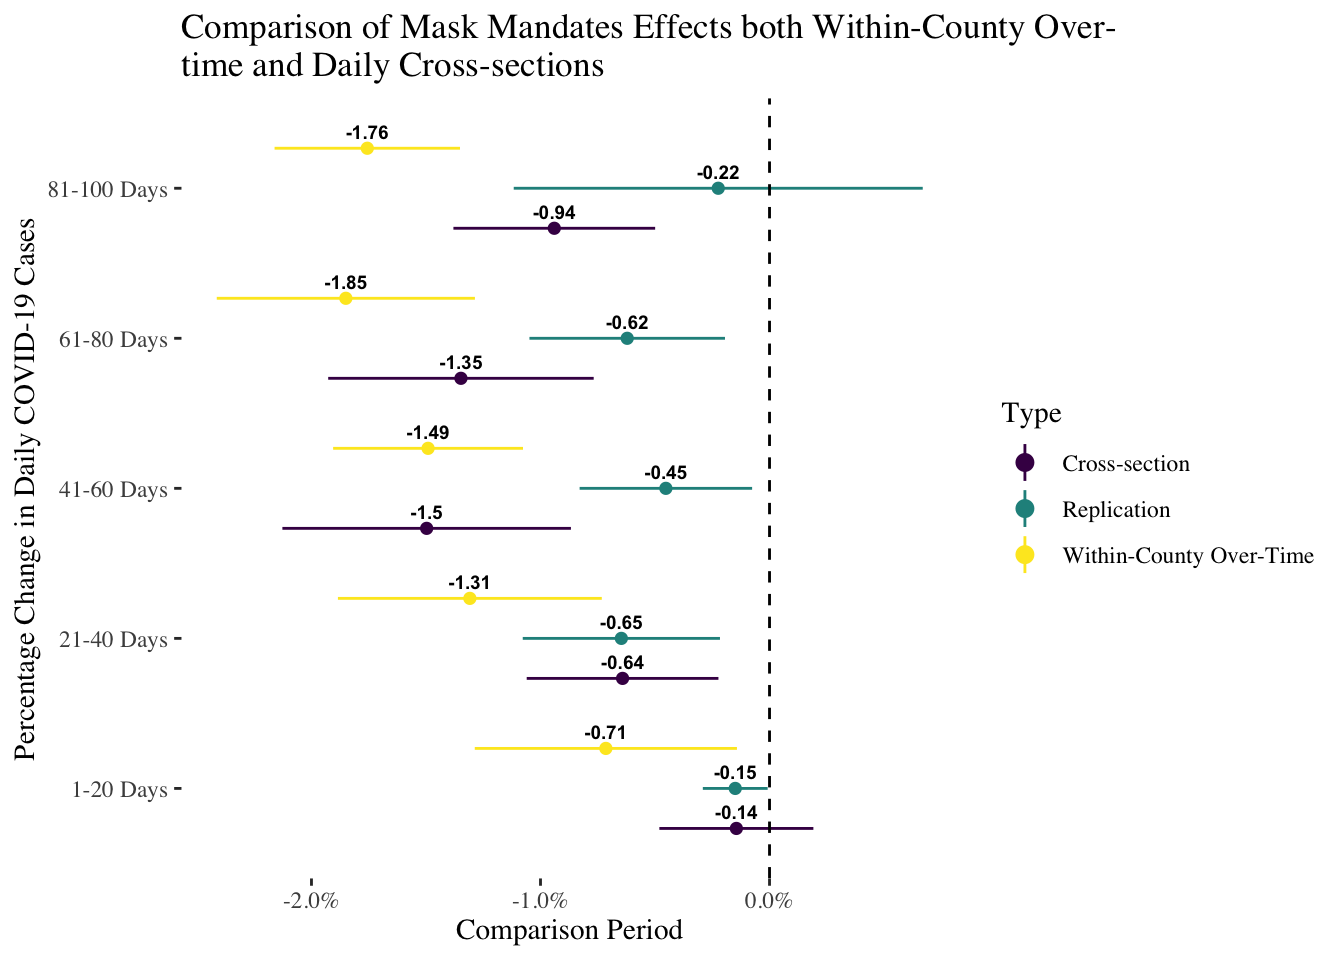 Comparison of Mask Mandates Effects both Within-County Over-
time and Daily Cross-sections
Percentage Change in Daily COVID-19 Cases
-1.76
81-100 Days
-0.22
-0.94
-1.85
61-80 Days
-0.62
-1.35
-1.49
41-60 Days
-0.45
-1.5
-1.31
21-40 Days
-0.65
-0.64
-0.71
1-20 Days
-0.15
-0.14
-2.0%
-1.0%
0.0%
Comparison Period
Type
Cross-section
Replication
Within-County Over-Time